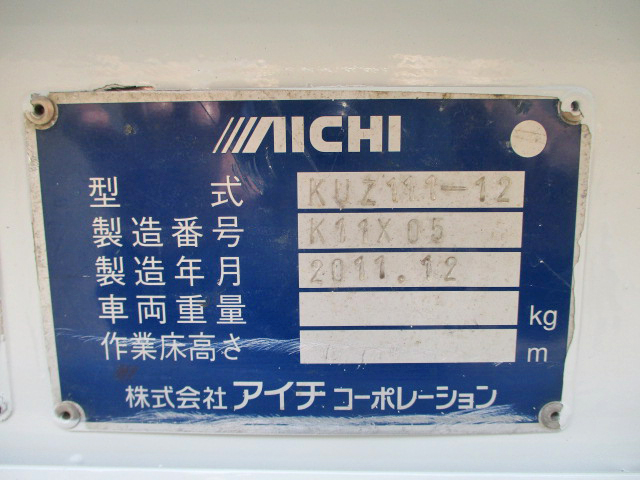 AICHI
型式 KUZ111-12
製造番号 K11X05
製造年月 2011.12
車両重量 kg
作業床高さ m
株式会社 アイチ コーポレーション